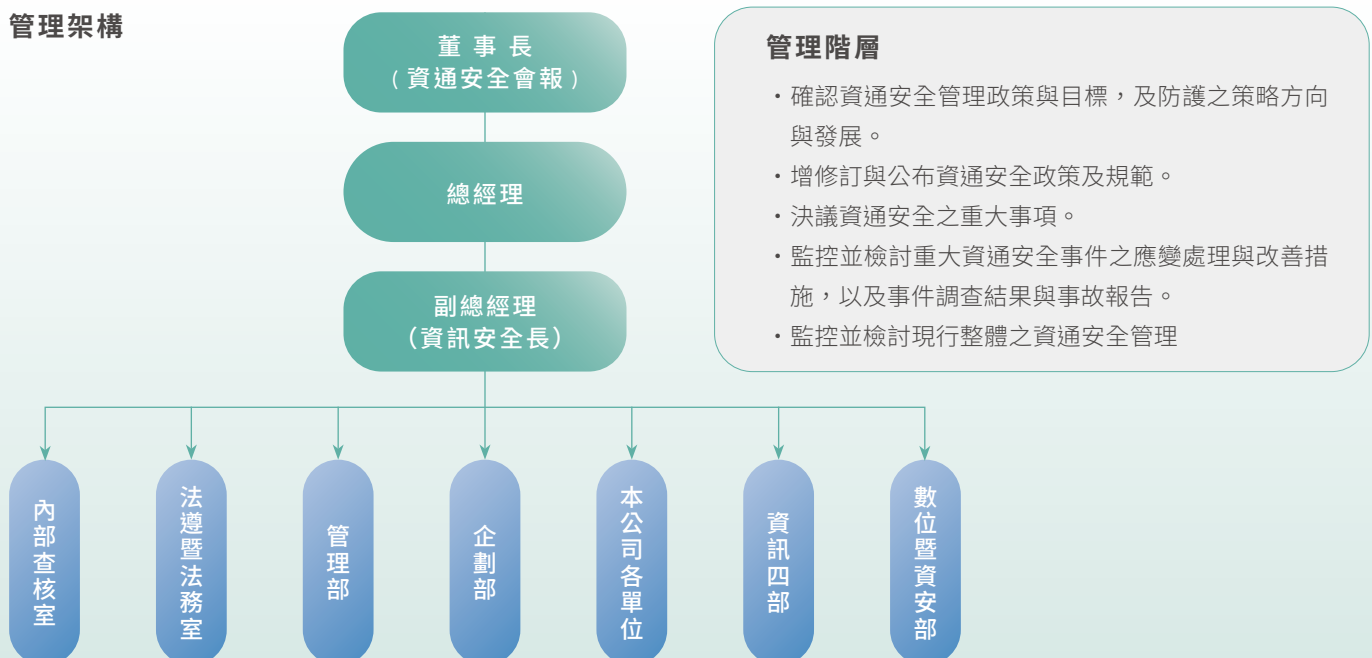 管理架構
董事長
(資通安全會報)
總經理
副總經理
(資訊安全長)
管理階層
・確認資通安全管理政策與目標，及防護之策略方向
與發展。
・增修訂與公布資通安全政策及規範。
・決議資通安全之重大事項。
・監控並檢討重大資通安全事件之應變處理與改善措
施，以及事件調查結果與事故報告。
・監控並檢討現行整體之資通安全管理
內部查核室
法遵暨法務室
管理部
企劃部
本公司各單位
資訊四部
數位暨資安部